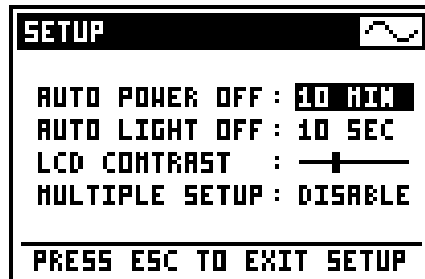 SETUP
AUTO POWER OFF: 10 MIN
AUTO LIGHT OFF: 10 SEC
LCD CONTRAST :
MULTIPLE SETUP: DISABLE
PRESS ESC TO EXIT SETUP